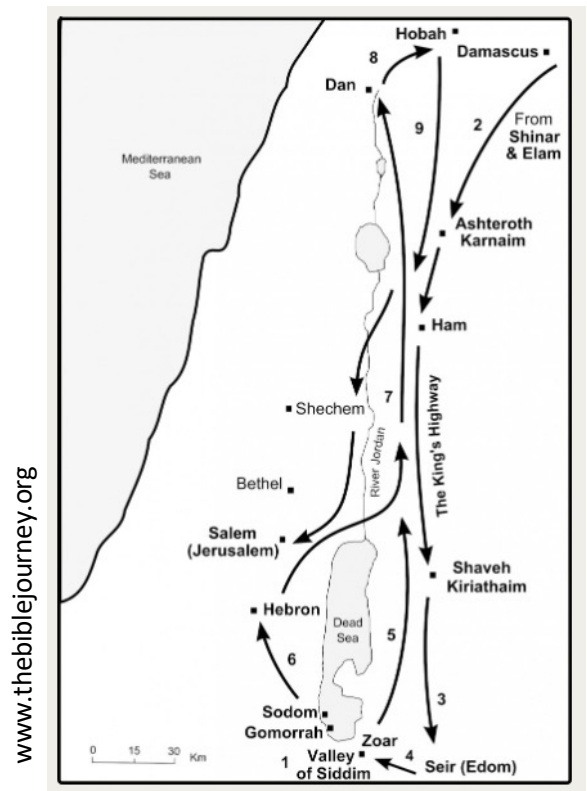 Hobah
Damascus
8
Dan
9
2
From
Shinar
& Elam
Mediterranean
Sea
Ashteroth
Karnaim
Ham
The King's Highway
7
Shechem
River Jordan
Bethel
Salem
(Jerusalem)
Shaveh
Kiriathaim
Hebron
Dead
Sea
5
6
3
Sodom
Gomorrah
Zoar
1
Valley
of Siddim
4
Seir (Edom)
0 15 30 Km
www.thebiblejourney.org